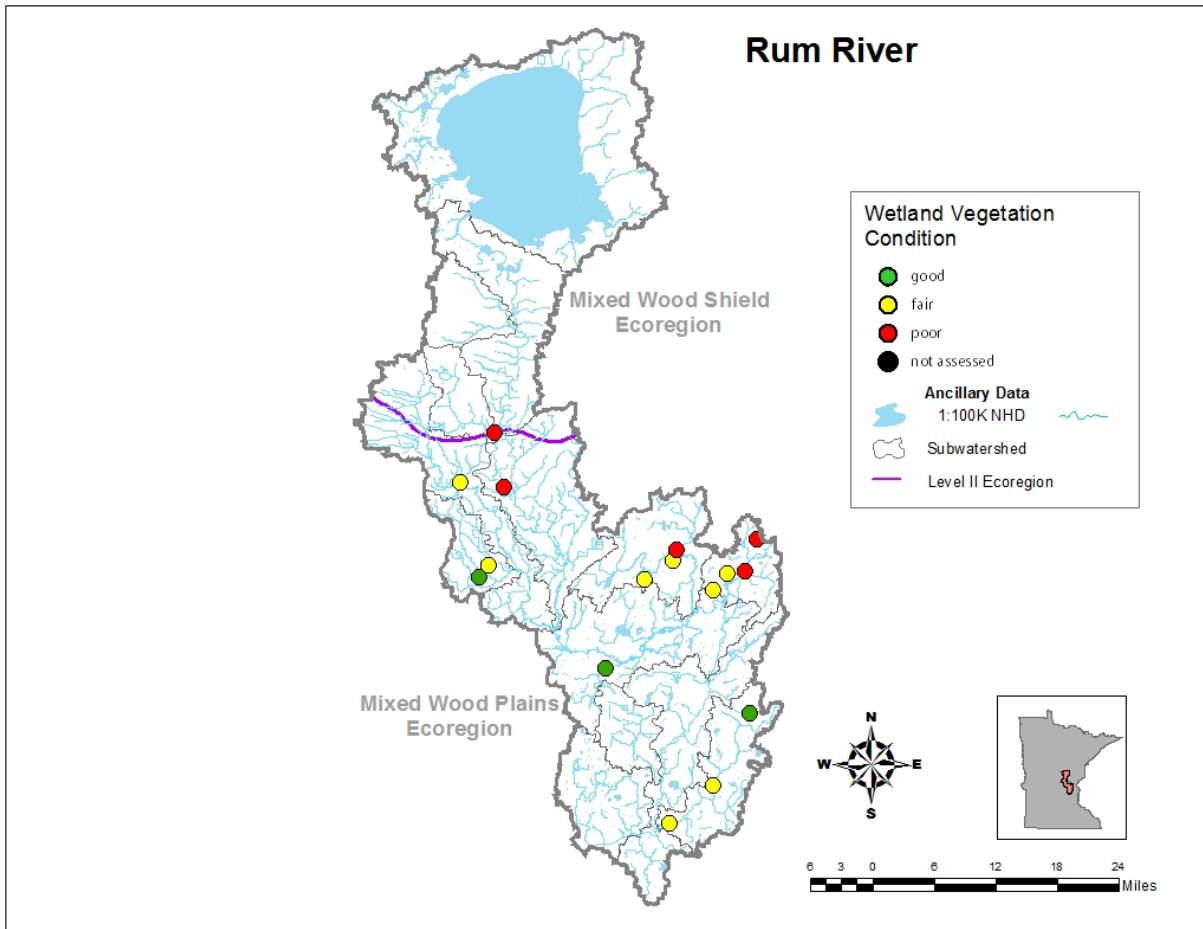 Rum River
Wetland Vegetation
Condition
good
fair
poor
not assessed
Ancillary Data
1:100K NHD
Subwatershed
Level II Ecoregion
Mixed Wood Shield
Ecoregion
Mixed Wood Plains
Ecoregion
N
W
E
S
6 3 0 6 12 18 24
Miles